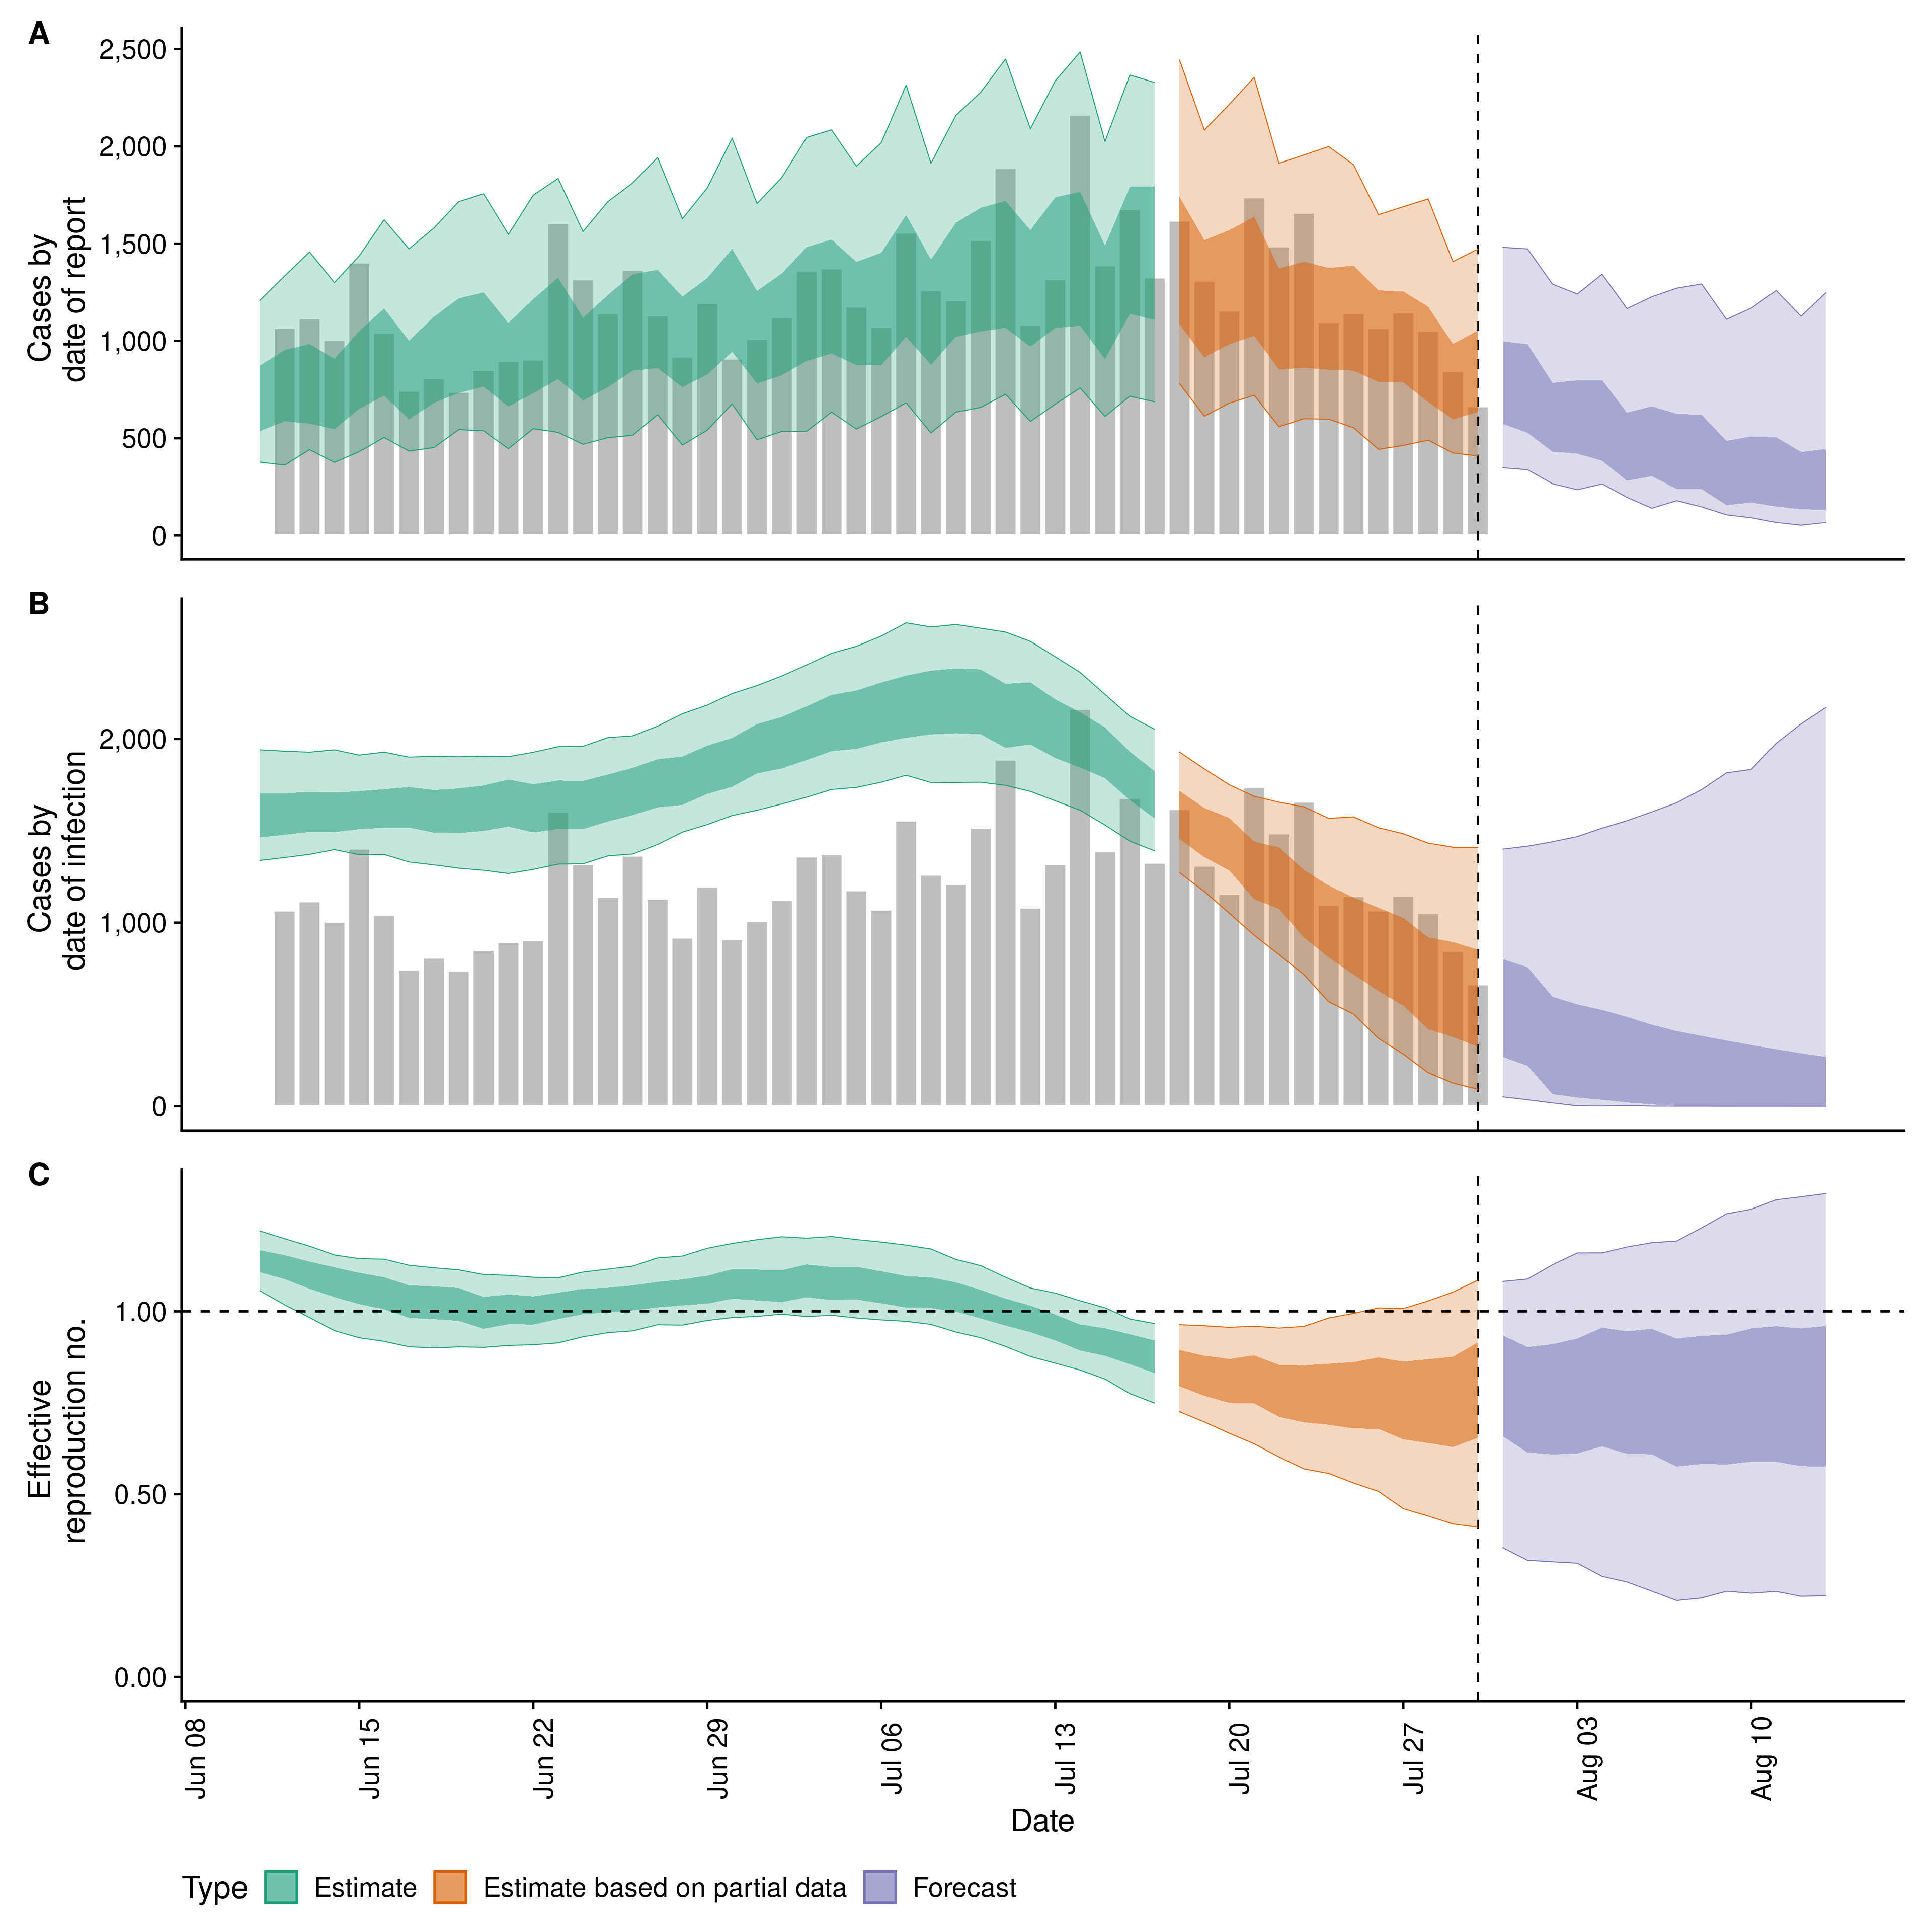 A
Cases by
date of report
2,500
2,000
1,500
1,000
500
0
B
Cases by
date of infection
2,000
1,000
0
C
Effective
reproduction no.
1.00
0.50
0.00
Jun 08
Jun 15
Jun 22
Jun 29
Jul 06
Jul 13
Jul 20
Jul 27
Aug 03
Aug 10
Date
Type Estimate Estimate based on partial data Forecast